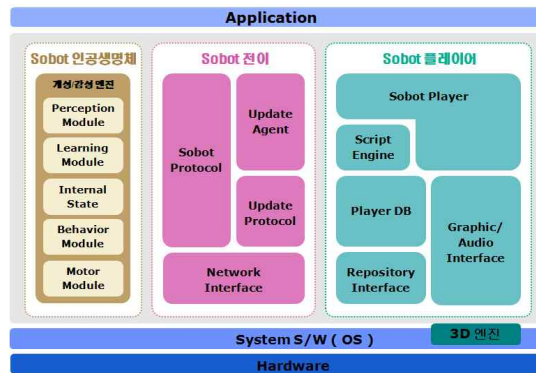 Application
Sobot 인공생명체
개성/감성 엔진
Perception
Module
Learning
Module
Internal
State
Behavior
Module
Motor
Module
Sobot 전이
Sobot
Protocol
Update
Agent
Update
Protocol
Network
Interface
Sobot 플레이어
Sobot Player
Script
Engine
Player DB
Graphic/
Audio
Interface
Repository
Interface
System S/W ( OS )
3D 엔진
Hardware